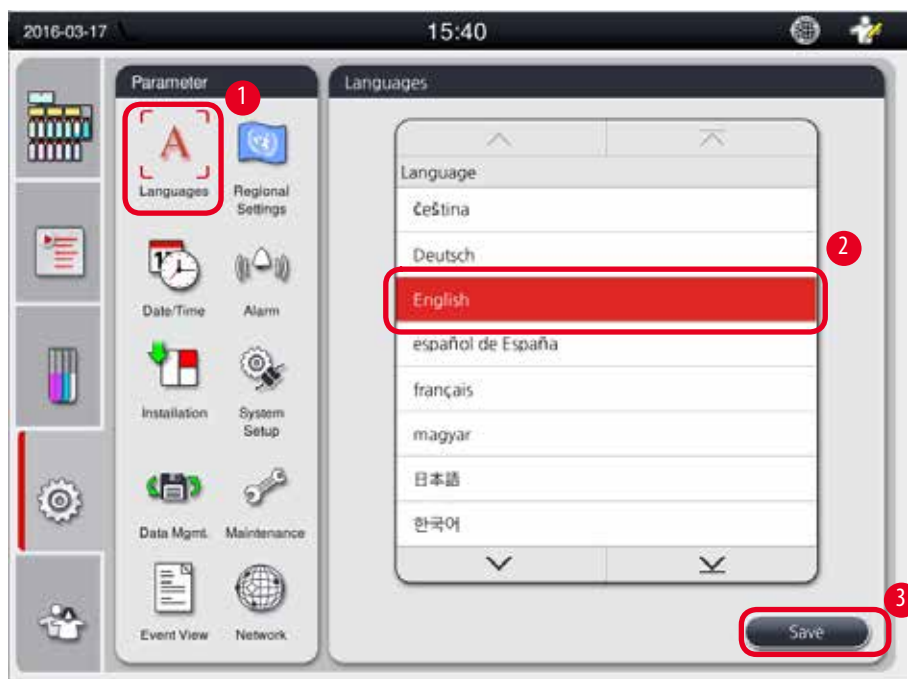 2016-03-17
15:40
Parameter
1
Languages
Regional
Settings
Date/Time
Alarm
Installation
System
Setup
Data Mgmt.
Maintenance
Event View
Network
Languages
Language
čeština
Deutsch
2
English
español de España
français
magyar
日本語
한국어
3
Save